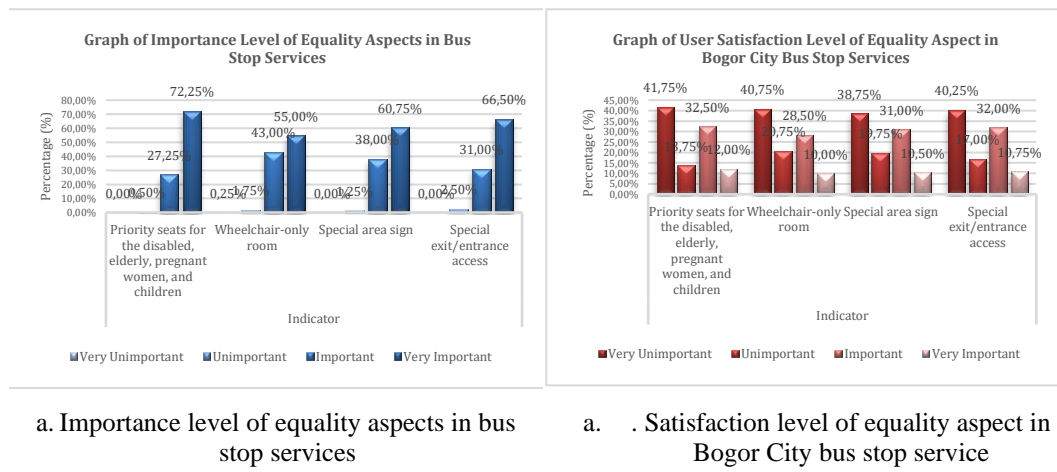 Graph of Importance Level of Equality Aspects in Bus
Stop Services
72,25%
80,00%
70,00%
60,00%
50,00%
40,00%
30,00%
20,00%
10,00%
0,00%
Percentage (%)
0,00%
0,50%
27,25%
0,25%
1,75%
43,00%
55,00%
0,00%
1,25%
38,00%
60,75%
0,00%
2,50%
31,00%
66,50%
Priority seats for
the disabled,
elderly, pregnant
women, and
children
Wheelchair-only
room
Special area sign
Special
exit/entrance
access
Indicator
Very Unimportant Unimportant Important Very Important
a. Importance level of equality aspects in bus
stop services
Graph of User Satisfaction Level of Equality Aspect in
Bogor City Bus Stop Services
45,00%
40,00%
35,00%
30,00%
25,00%
20,00%
15,00%
10,00%
5,00%
0,00%
Percentage (%)
41,75%
13,75%
32,50%
12,00%
40,75%
20,75%
28,50%
10,00%
38,75%
19,75%
31,00%
10,50%
40,25%
17,00%
32,00%
10,75%
Priority seats for
the disabled,
elderly, pregnant
women, and
children
Wheelchair-only
room
Special area sign
Special
exit/entrance
access
Indicator
Very Unimportant Unimportant Important Very Important
a. . Satisfaction level of equality aspect in
Bogor City bus stop service